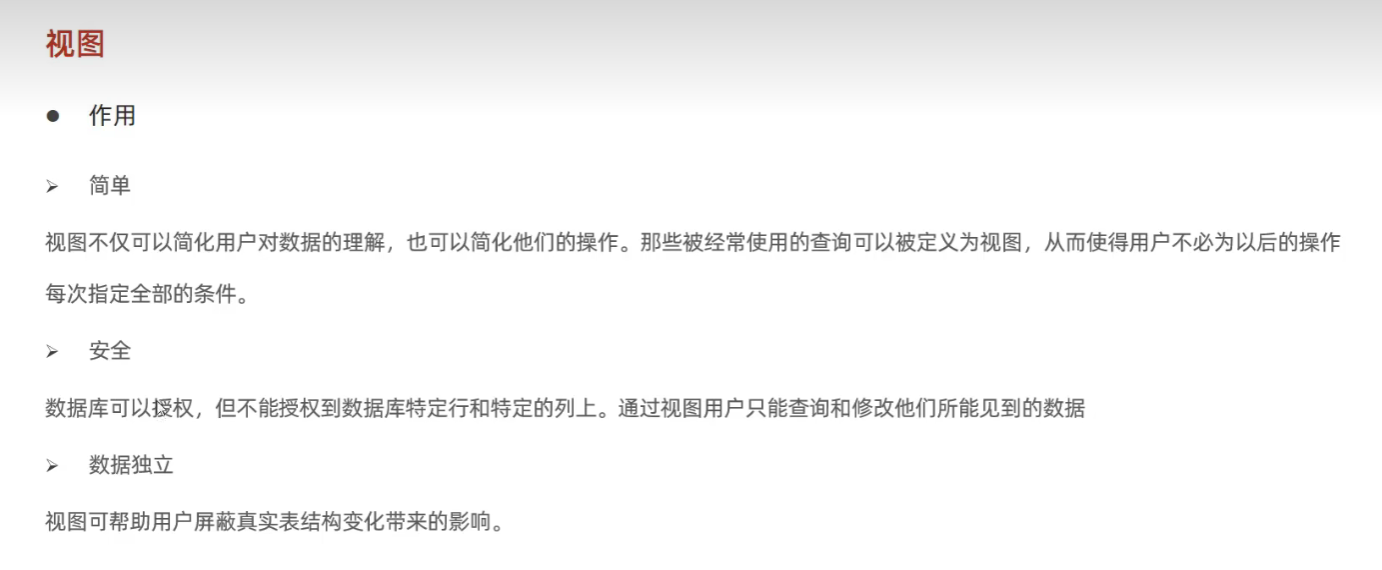 视图
● 作用
➢ 简单
视图不仅可以简化用户对数据的理解，也可以简化他们的操作。那些被经常使用的查询可以被定义为视图，从而使得用户不必为以后的操作
每次指定全部的条件。
➢ 安全
数据库可以授权，但不能授权到数据库特定行和特定的列上。通过视图用户只能查询和修改他们所能见到的数据
➢ 数据独立
视图可帮助用户屏蔽真实表结构变化带来的影响。